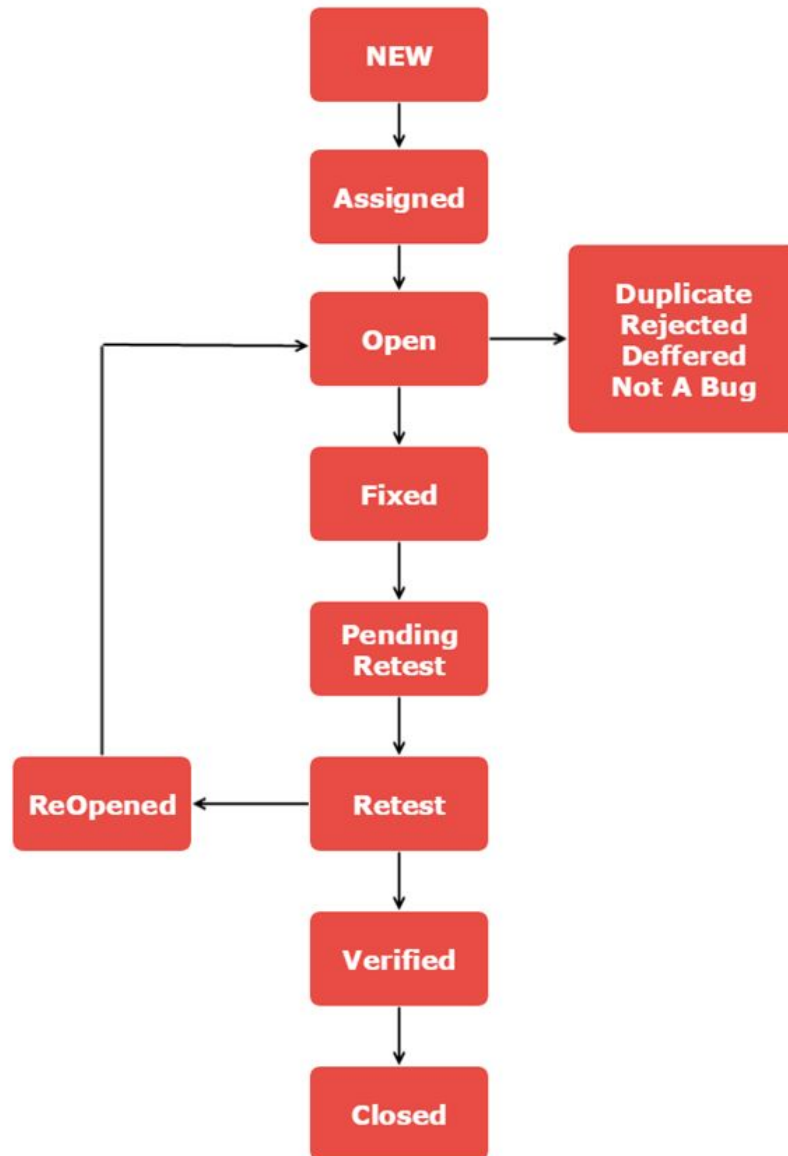 NEW
Assigned
Open
Duplicate
Rejected
Deffered
Not A Bug
Fixed
Pending
Retest
ReOpened
Retest
Verified
Closed